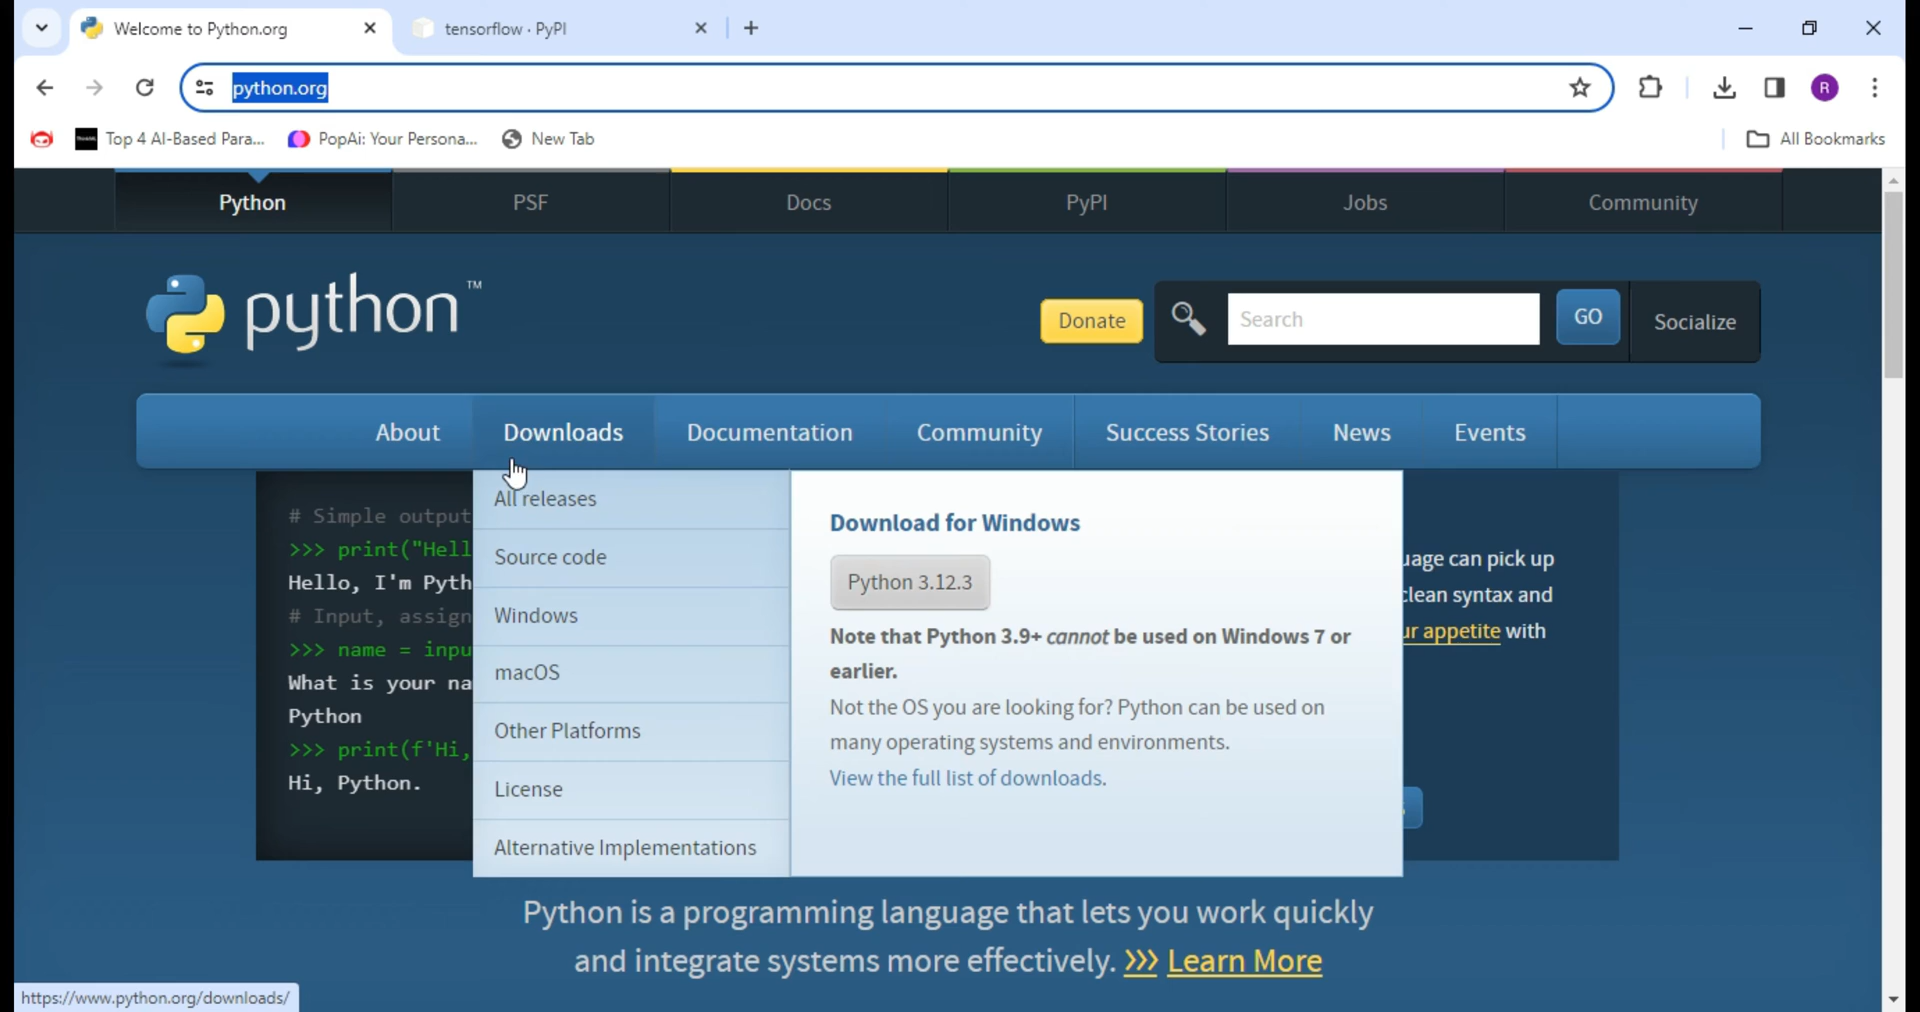 Welcome to Python.org
tensorflow · PyPI
python.org
R
Top 4 AI-Based Para...
PopAi: Your Persona...
New Tab
All Bookmarks
Python
PSF
Docs
PyPI
Jobs
Community
python™
Donate
Search
GO
Socialize
About
Downloads
Documentation
Community
Success Stories
News
Events
# Simple output
>>> print("Hell
Hello, I'm Pyth
# Input, assign
>>> name = inpu
What is your na
Python
>>> print(f'Hi,
Hi, Python.
All releases
Source code
Windows
macOS
Other Platforms
License
Alternative Implementations
Download for Windows
Python 3.12.3
Note that Python 3.9+ cannot be used on Windows 7 or
earlier.
Not the OS you are looking for? Python can be used on
many operating systems and environments.
View the full list of downloads.
uage can pick up
clean syntax and
ur appetite with
Python is a programming language that lets you work quickly
and integrate systems more effectively. >>> Learn More
https://www.python.org/downloads/